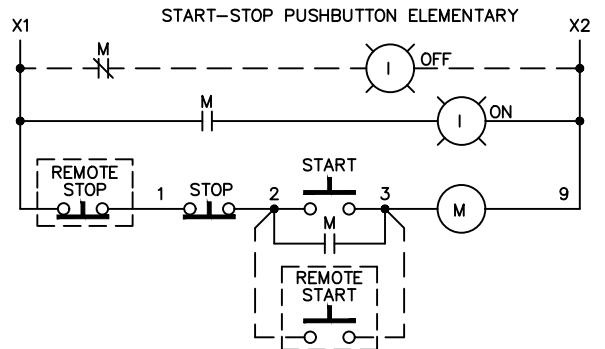 START-STOP PUSHBUTTON ELEMENTARY
X1 X2
M
I OFF
M
I ON
REMOTE
STOP
1 STOP 2 START 3 9
M
M
REMOTE
START